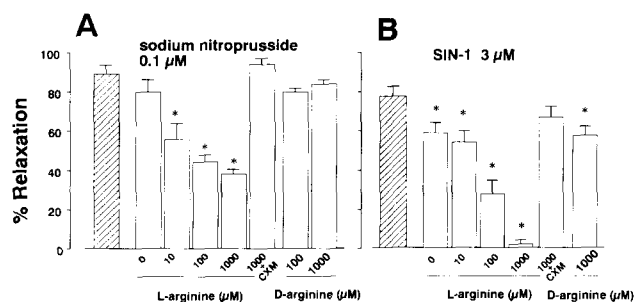 A
sodium nitroprusside
0.1 µM
% Relaxation
100
80
60
40
20
0
* * *
0 10 100 1000 1000 + CXM 100 1000
L-arginine (µM) D-arginine (µM)
B
SIN-1 3 µM
* * * * *
0 10 100 1000 1000 + CXM 1000
L-arginine (µM) D-arginine (µM)